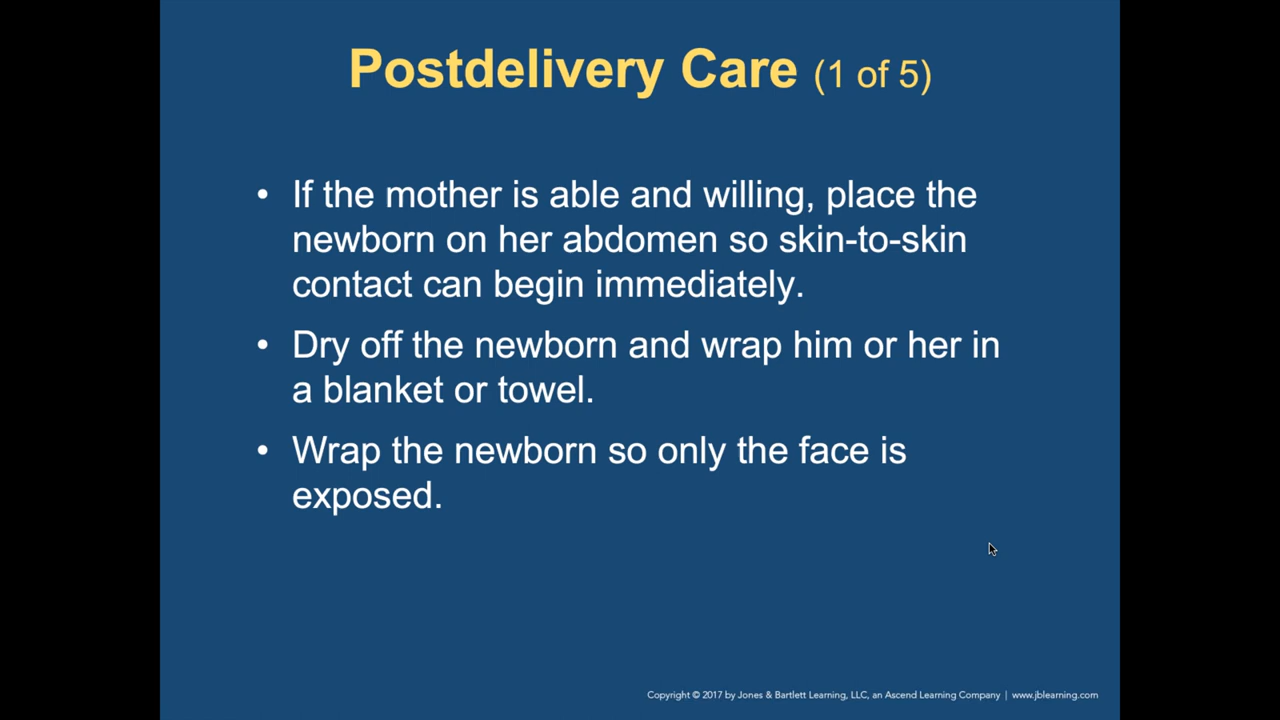 Postdelivery Care (1 of 5)
• If the mother is able and willing, place the
newborn on her abdomen so skin-to-skin
contact can begin immediately.
• Dry off the newborn and wrap him or her in
a blanket or towel.
• Wrap the newborn so only the face is
exposed.
Copyright © 2017 by Jones & Bartlett Learning, LLC, an Ascend Learning Company | www.jblearning.com